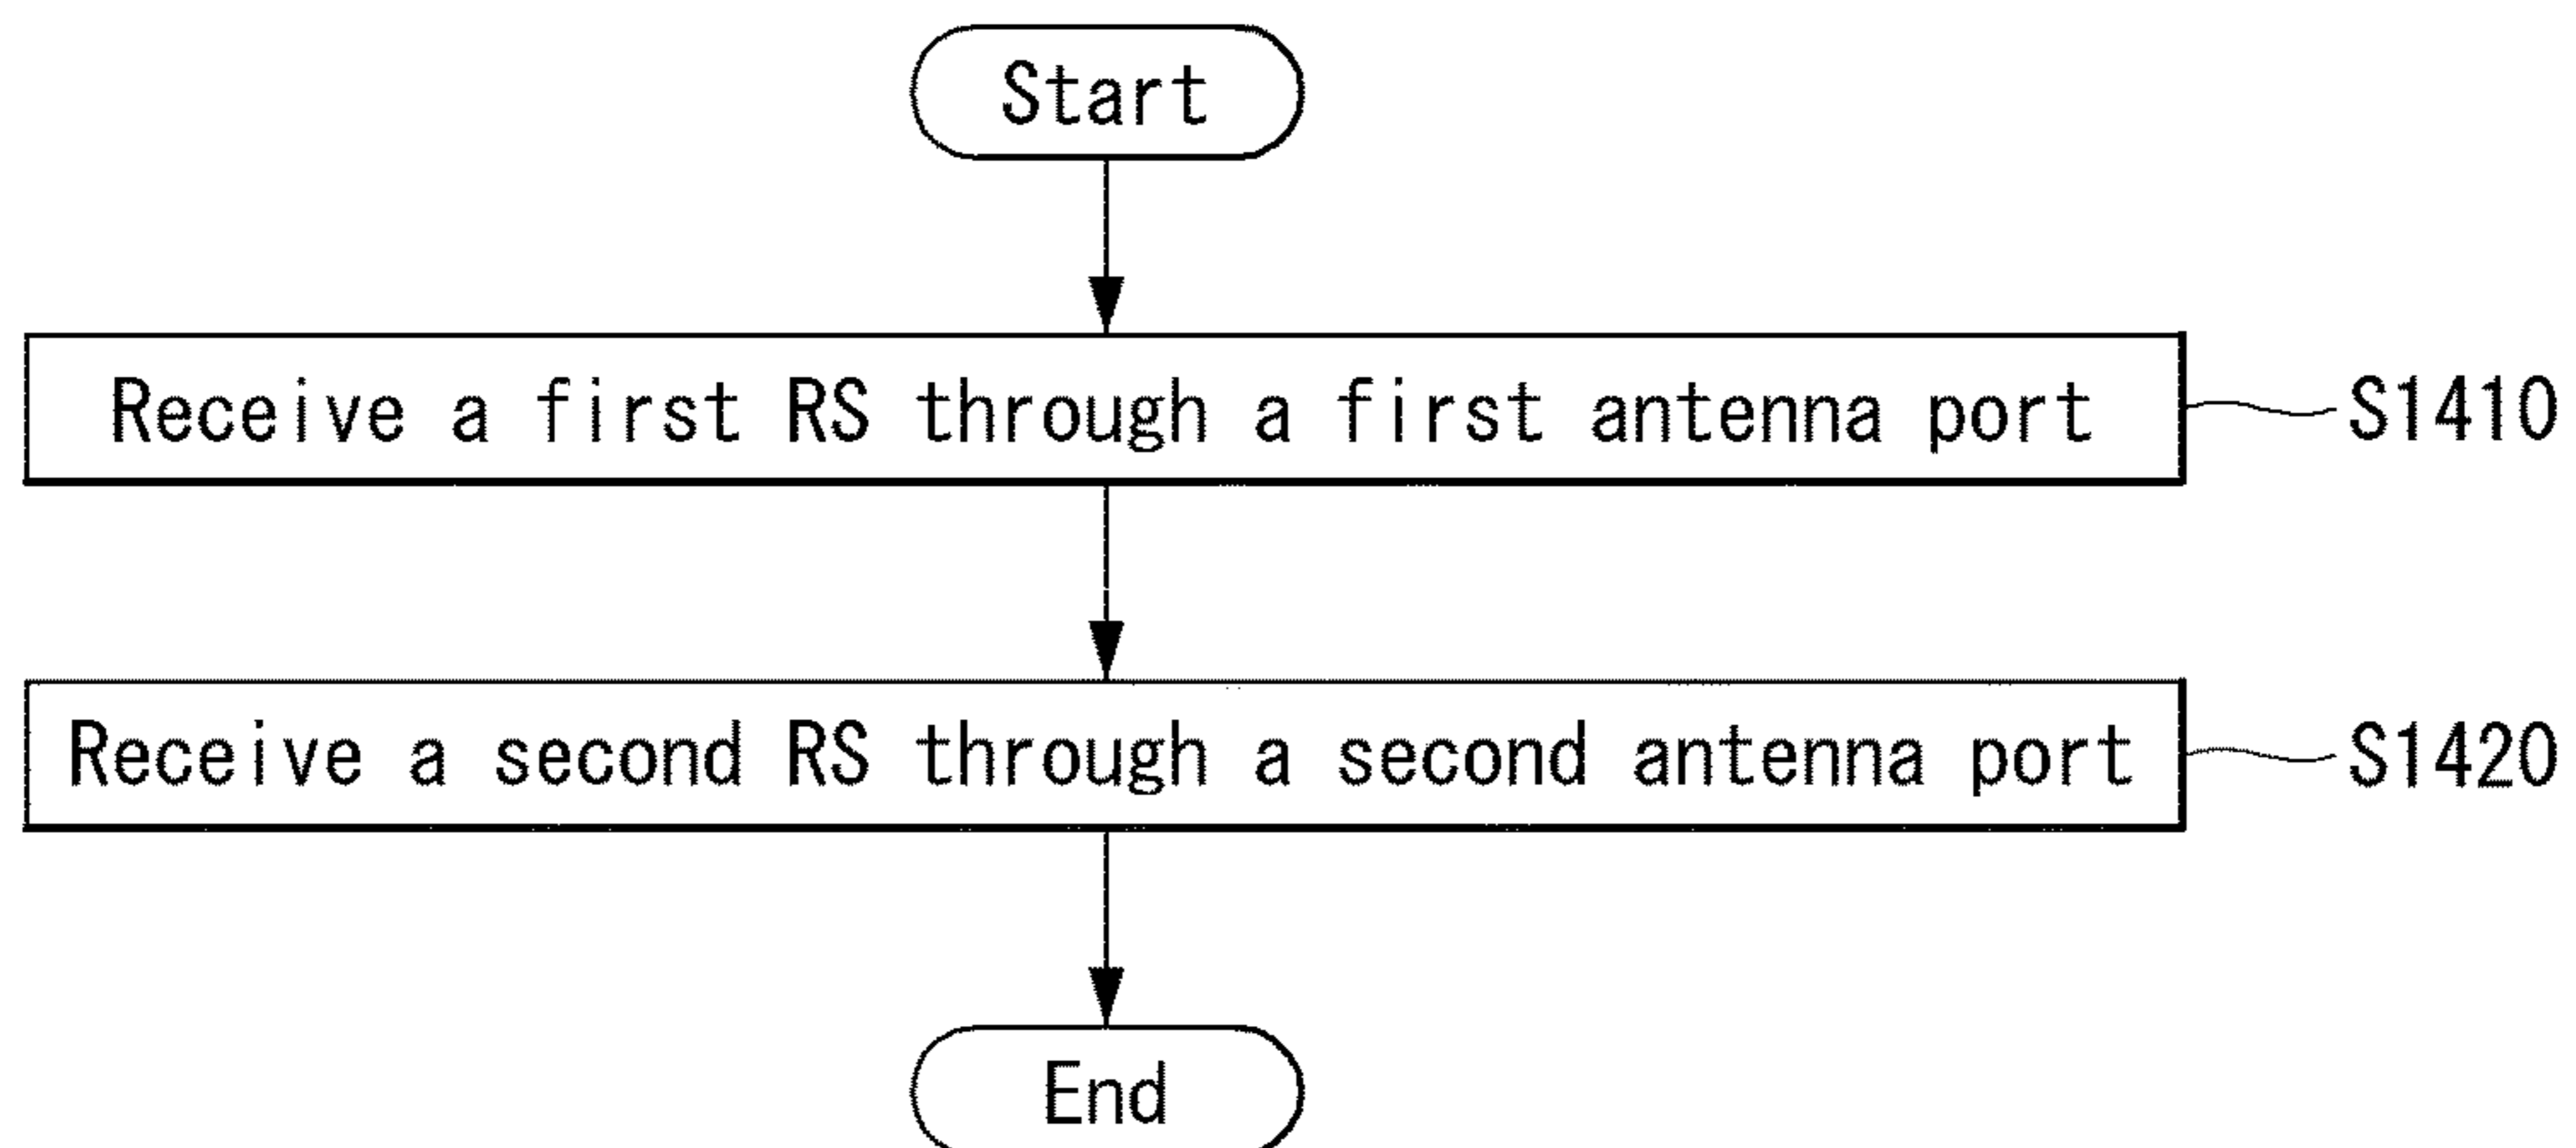 Start
Receive a first RS through a first antenna port S1410
Receive a second RS through a second antenna port S1420
End